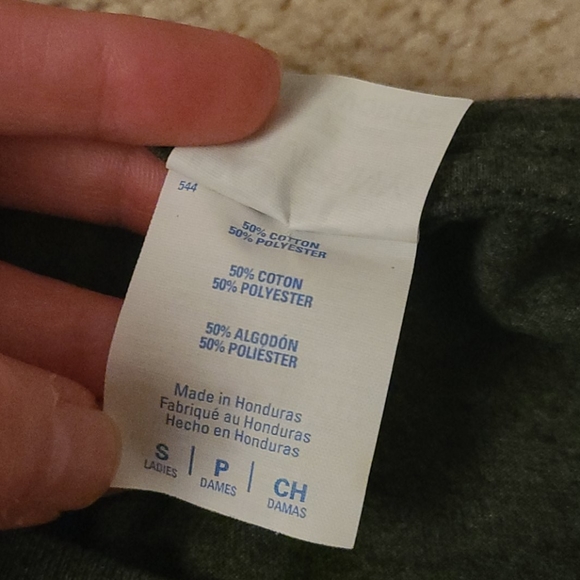 544
50% COTTON
50% POLYESTER
50% COTON
50% POLYESTER
50% ALGODÓN
50% POLIÉSTER
Made in Honduras
Fabriqué au Honduras
Hecho en Honduras
S | P | CH
LADIES DAMES DAMAS